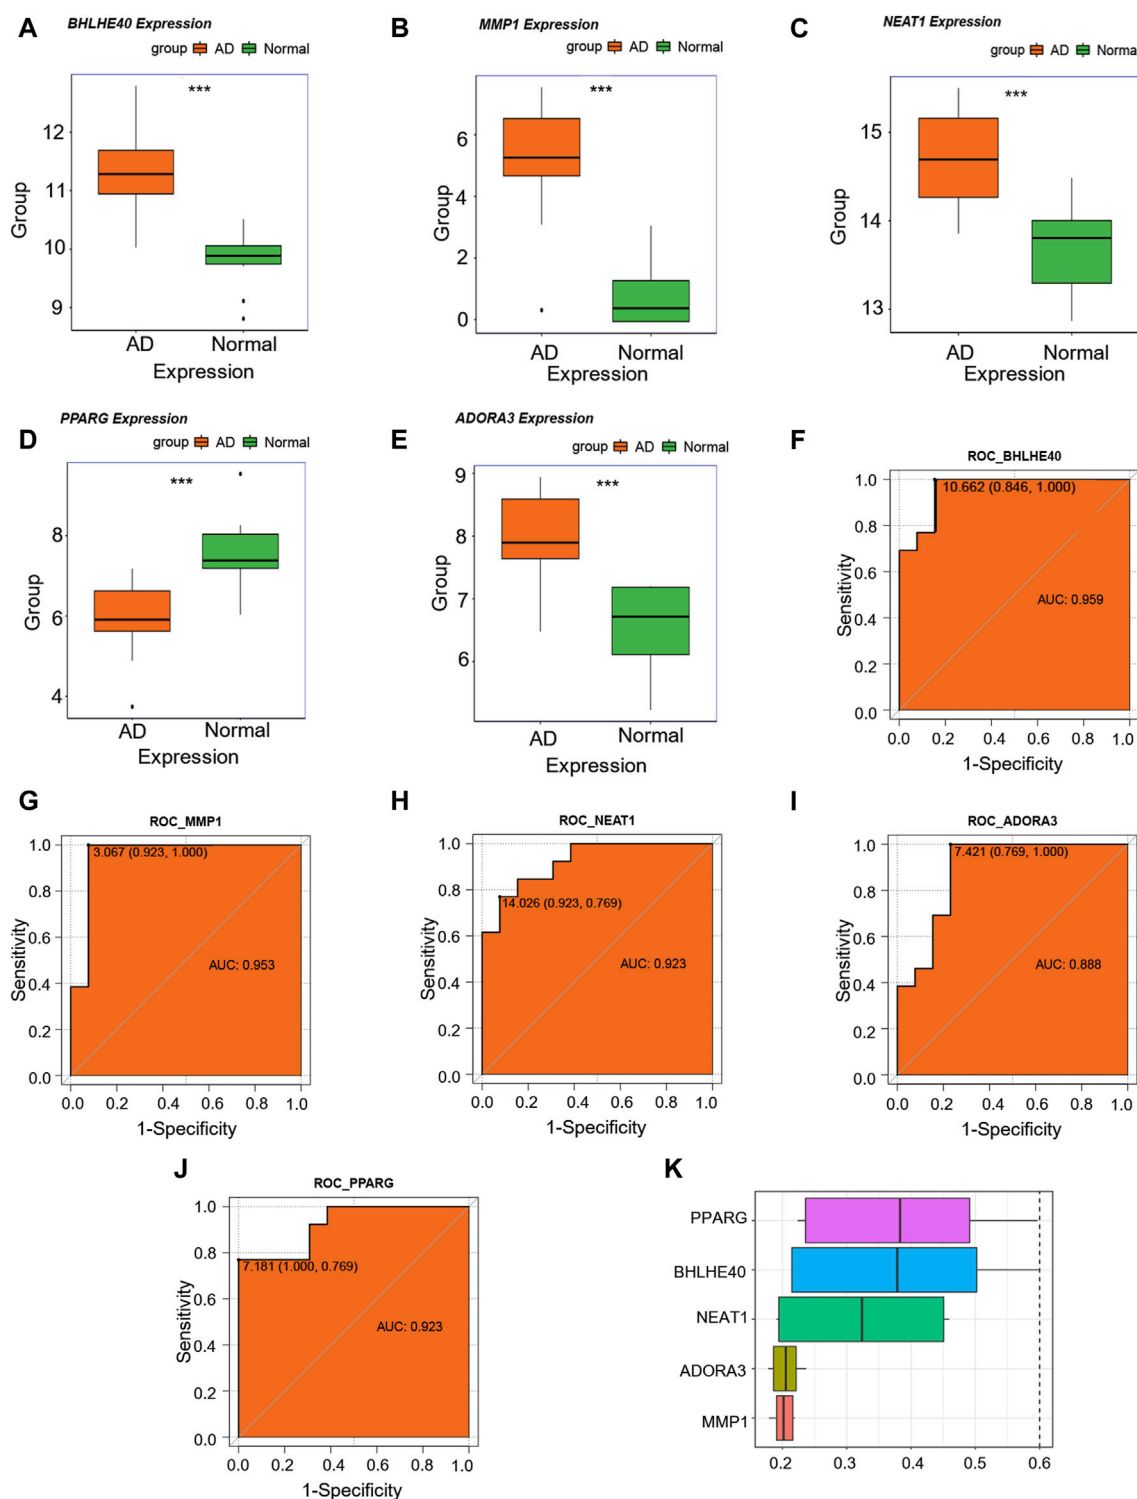 A
BHLHE40 Expression
group AD Normal
***
12
11
10
9
Group
AD Normal
Expression
B
MMP1 Expression
group AD Normal
***
6
4
2
0
Group
AD Normal
Expression
C
NEAT1 Expression
group AD Norma
***
15
14
13
Group
AD Normal
Expression
D
PPARG Expression
group AD Normal
***
8
6
4
Group
AD Normal
Expression
E
ADORA3 Expression
group AD Normal
***
9
8
7
6
Group
AD Normal
Expression
F
ROC_BHLHE40
10.662 (0.846, 1.000)
AUC: 0.959
1.0
0.8
0.6
0.4
0.2
0.0
Sensitivity
0.0 0.2 0.4 0.6 0.8 1.0
1-Specificity
G
ROC_MMP1
3.067 (0.923, 1.000)
AUC: 0.953
1.0
0.8
0.6
0.4
0.2
0.0
Sensitivity
0.0 0.2 0.4 0.6 0.8 1.0
1-Specificity
H
ROC_NEAT1
14.026 (0.923, 0.769)
AUC: 0.923
1.0
0.8
0.6
0.4
0.2
0.0
Sensitivity
0.0 0.2 0.4 0.6 0.8 1.0
1-Specificity
I
ROC_ADORA3
7.421 (0.769, 1.000)
AUC: 0.888
1.0
0.8
0.6
0.4
0.2
0.0
Sensitivity
0.0 0.2 0.4 0.6 0.8 1.0
1-Specificity
J
ROC_PPARG
7.181 (1.000, 0.769)
AUC: 0.923
1.0
0.8
0.6
0.4
0.2
0.0
Sensitivity
0.0 0.2 0.4 0.6 0.8 1.0
1-Specificity
K
PPARG
BHLHE40
NEAT1
ADORA3
MMP1
0.2 0.3 0.4 0.5 0.6